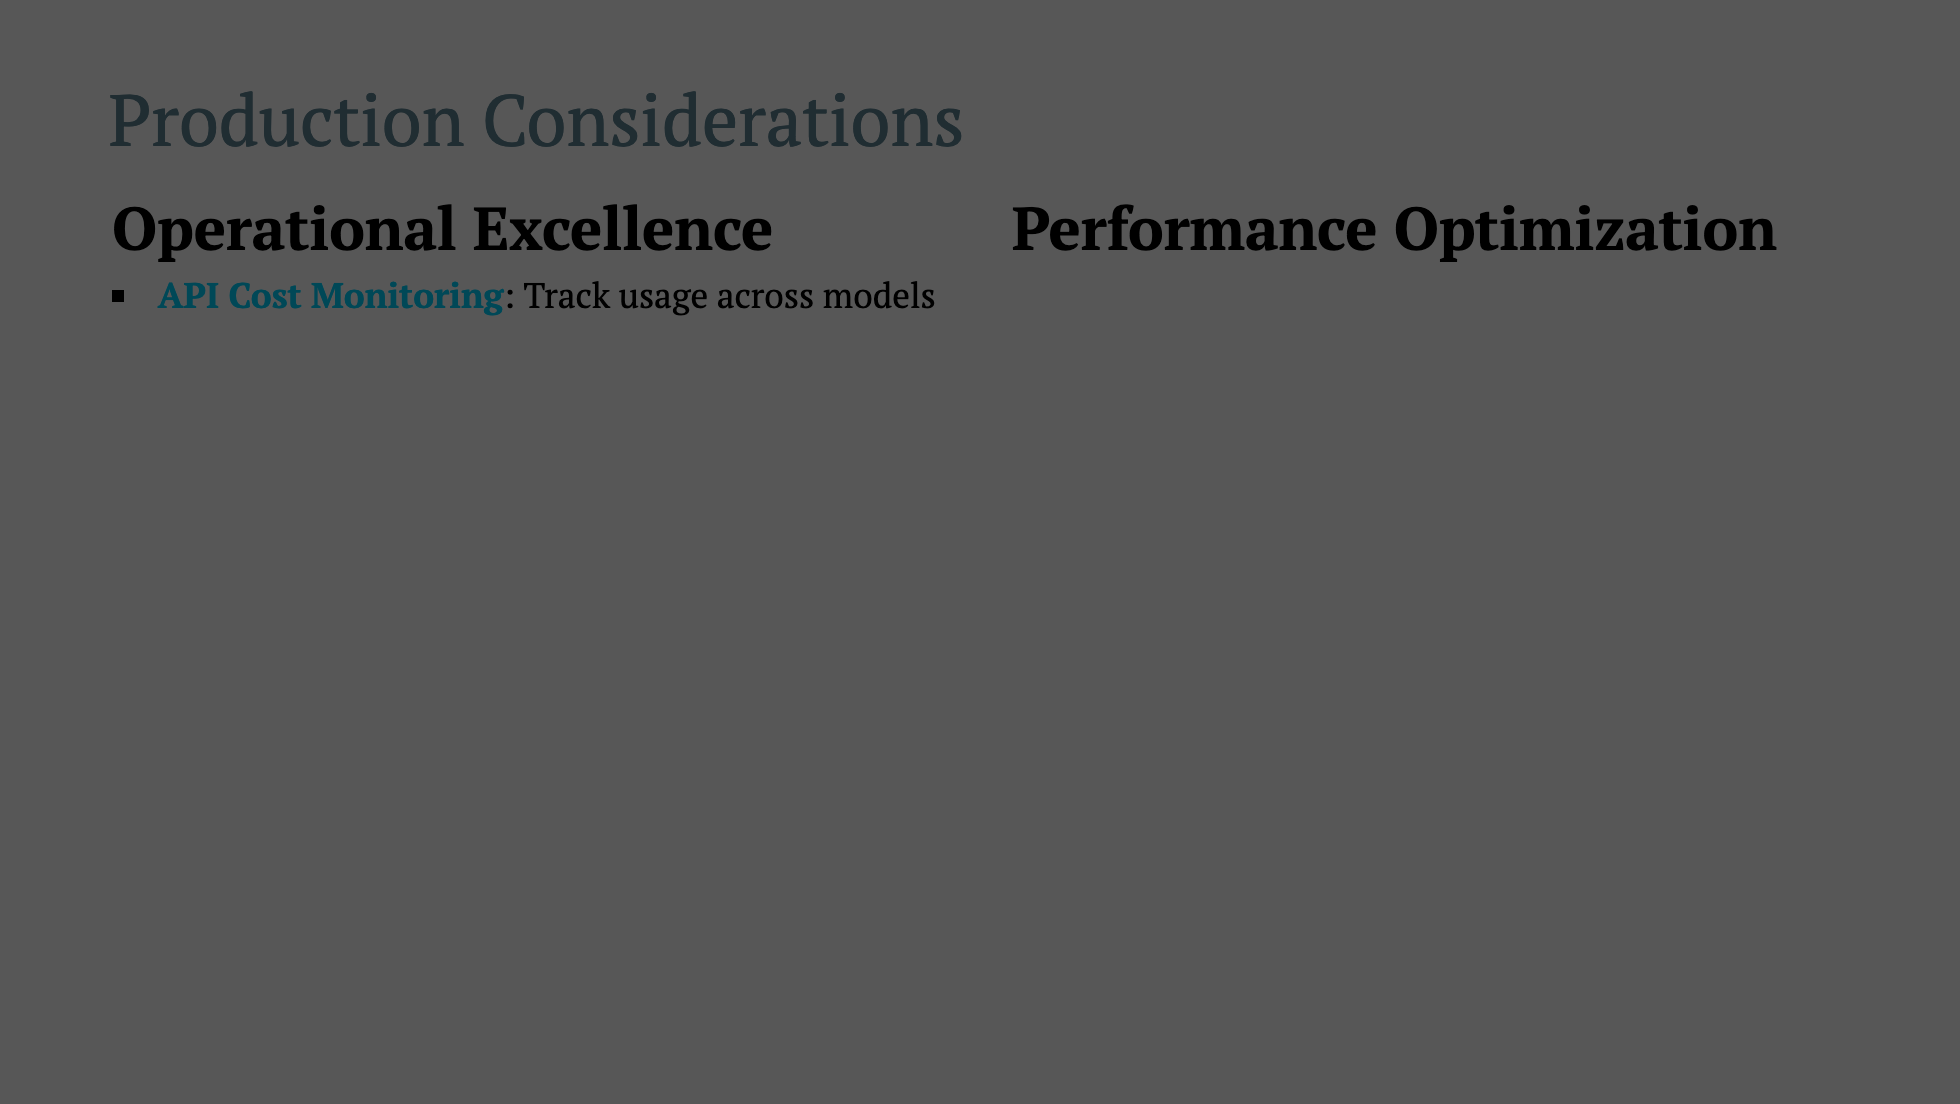 Production Considerations
Operational Excellence
API Cost Monitoring: Track usage across models
Performance Optimization